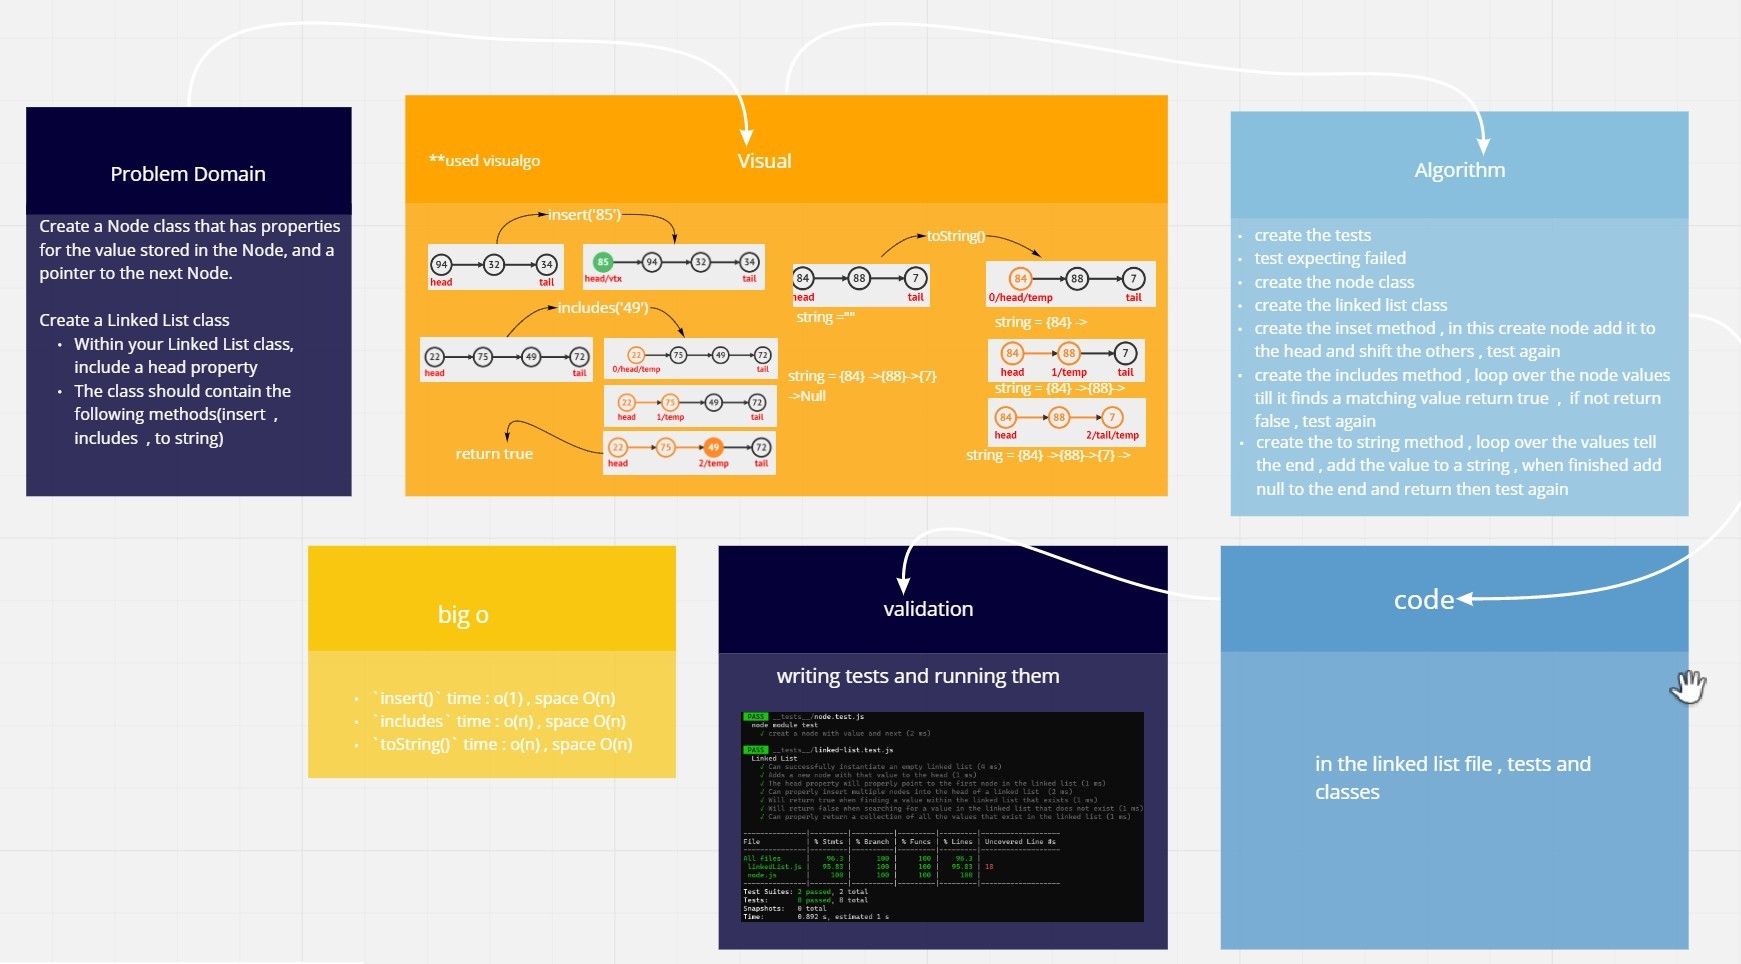 Problem Domain
Create a Node class that has properties
for the value stored in the Node, and a
pointer to the next Node.
Create a Linked List class
• Within your Linked List class,
include a head property
• The class should contain the
following methods(insert ,
includes , to string)
**used visualgo
Visual
insert('85')
94 32 34
head tail
85 94 32 34
head/vtx tail
includes('49')
22 75 49 72
head tail
22 75 49 72
0/head/temp tail
22 75 49 72
head 1/temp tail
22 75 49 72
head 2/temp tail
return true
toString()
84 88 7
head tail
string =""
84 88 7
0/head/temp tail
string = {84} ->
84 88 7
head 1/temp tail
string = {84} ->{88}->
84 88 7
head 2/tail/temp
string = {84} ->{88}->{7} ->
string = {84} ->{88}->{7}
->Null
Algorithm
• create the tests
• test expecting failed
• create the node class
• create the linked list class
• create the inset method , in this create node add it to
the head and shift the others , test again
• create the includes method , loop over the node values
till it finds a matching value return true , if not return
false , test again
• create the to string method , loop over the values tell
the end , add the value to a string , when finished add
null to the end and return then test again
big o
• `insert()` time : o(1) , space O(n)
• `includes` time : o(n) , space O(n)
• `toString()` time : o(n) , space O(n)
validation
writing tests and running them
PASS __tests__/node.test.js
node module test
√ creat a node with value and next (2 ms)
PASS __tests__/linked-list.test.js
Linked List
√ Can successfully instantiate an empty linked list (4 ms)
√ Adds a new node with that value to the head (1 ms)
√ The head property will properly point to the first node in the linked list (1 ms)
√ Can properly insert multiple nodes into the head of a linked list (2 ms)
√ Will return true when finding a value within the linked list that exists (1 ms)
√ Will return false when searching for a value in the linked list that does not exist (1 ms)
√ Can properly return a collection of all the values that exist in the linked list (1 ms)
File | % Stmts | % Branch | % Funcs | % Lines | Uncovered Line #s
All files | 96.3 | 100 | 100 | 96.3 |
linkedList.js | 95.83 | 100 | 100 | 95.83 | 18
node.js | 100 | 100 | 100 | 100 |
Test Suites: 2 passed, 2 total
Tests: 8 passed, 8 total
Snapshots: 0 total
Time: 0.892 s, estimated 1 s
code
in the linked list file , tests and
classes